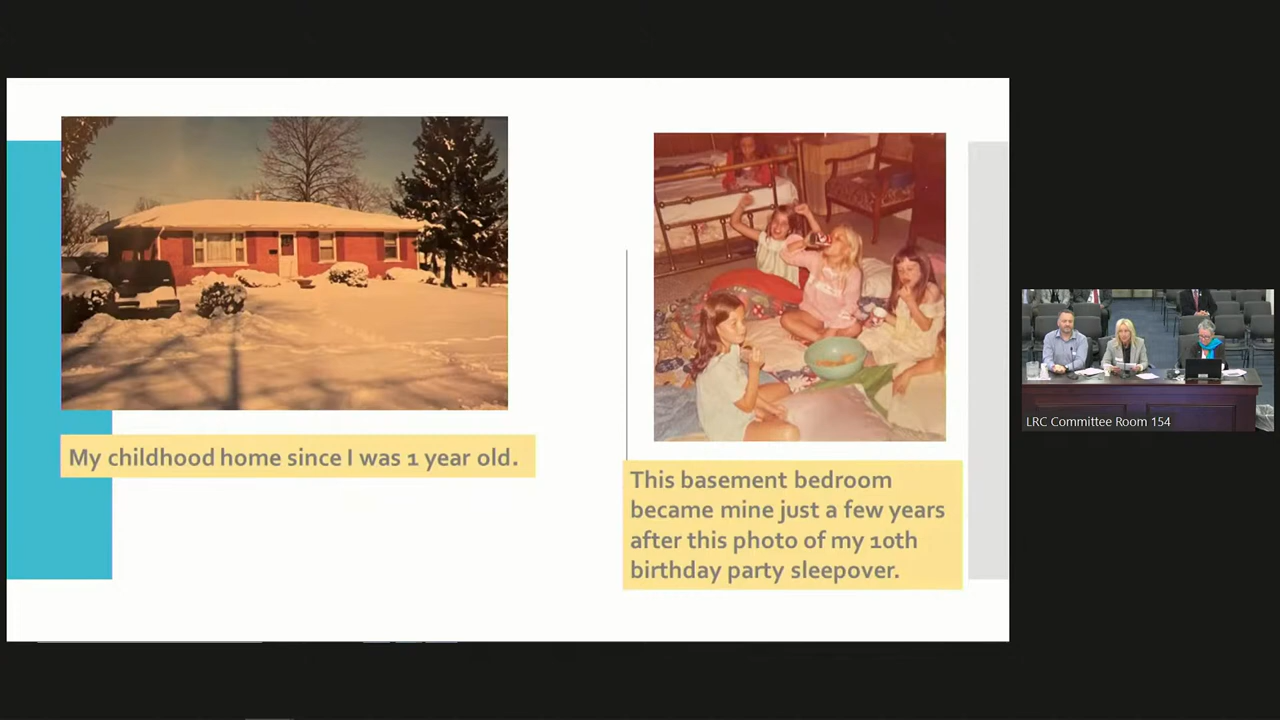 My childhood home since I was 1 year old.
This basement bedroom
became mine just a few years
after this photo of my 10th
birthday party sleepover.
LRC Committee Room 154